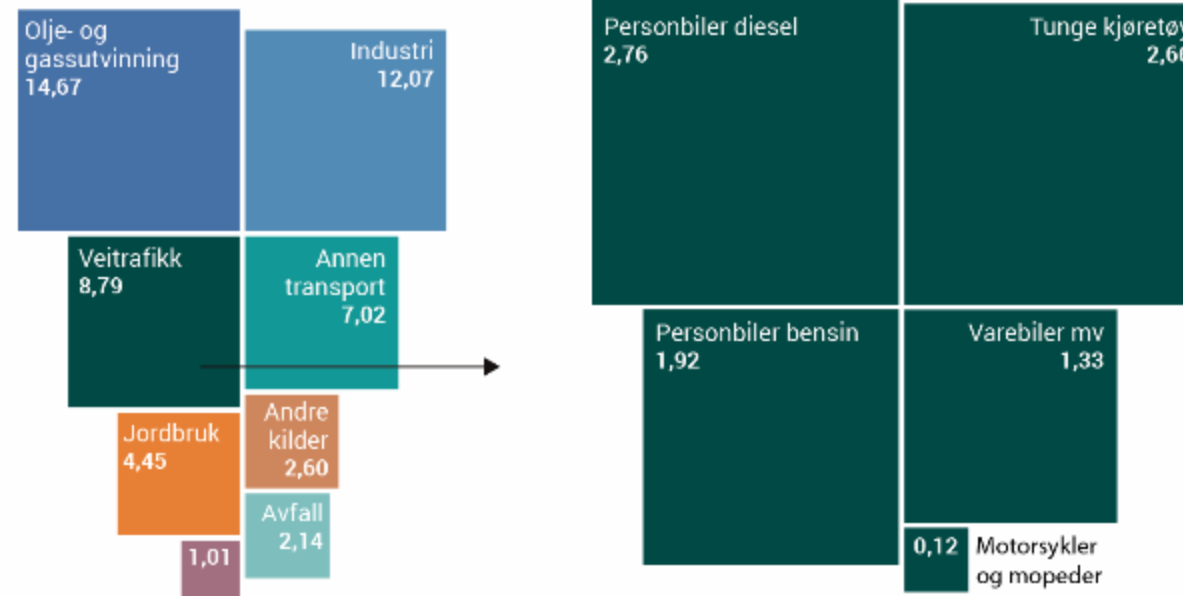 Olje- og
gassutvinning
14,67
Industri
12,07
Veitrafikk
8,79
Annen
transport
7,02
Jordbruk
4,45
Andre
kilder
2,60
Avfall
2,14
1,01
Personbiler diesel
2,76
Tunge
Personbiler bensin
1,92
Varebiler mv
1,33
0,12
Motorsykler
og mopeder